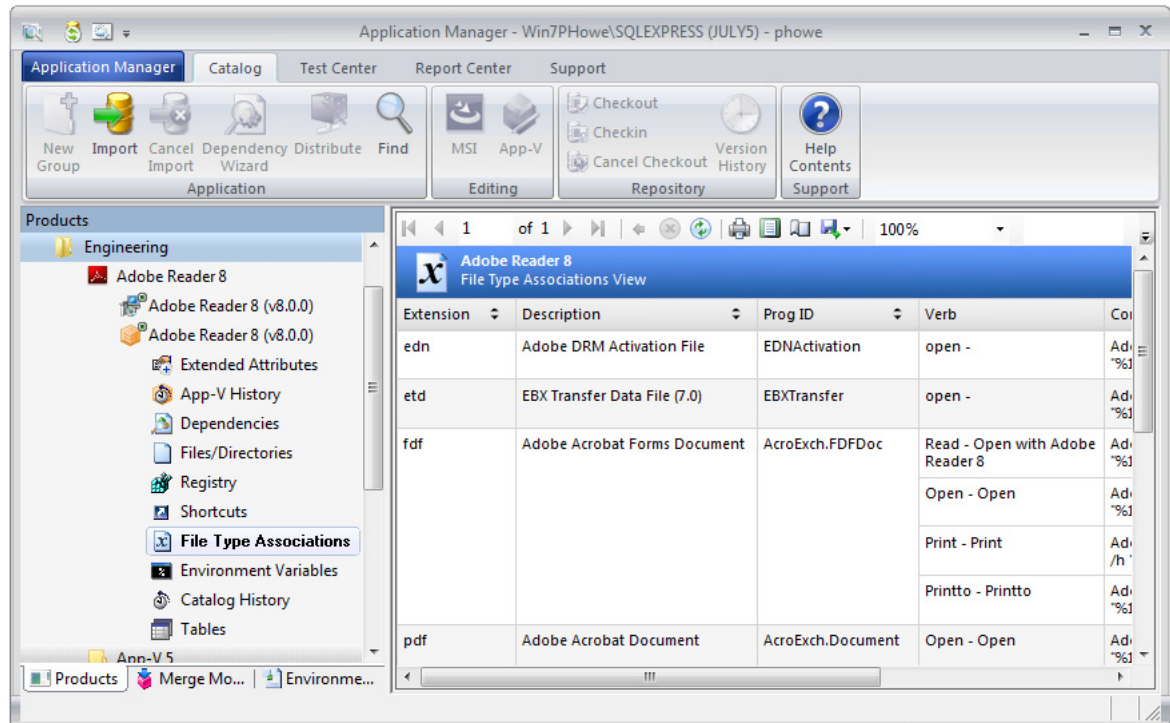 Application Manager - Win7PHowe\SQLEXPRESS (JULY5) - phowe
Application Manager Catalog Test Center Report Center Support
New Group Import Cancel Import Dependency Wizard Distribute Find
Application
MSI App-V
Editing
Checkout
Checkin
Cancel Checkout
Version History
Repository
Help Contents
Support
Products
Engineering
Adobe Reader 8
Adobe Reader 8 (v8.0.0)
Adobe Reader 8 (v8.0.0)
Extended Attributes
App-V History
Dependencies
Files/Directories
Registry
Shortcuts
File Type Associations
Environment Variables
Catalog History
Tables
App-V 5
Products Merge Mo... Environme...
1 of 1 100%
Adobe Reader 8
File Type Associations View
Extension Description Prog ID Verb
edn Adobe DRM Activation File EDNActivation open -
"%1
etd EBX Transfer Data File (7.0) EBXTransfer open -
"%1
fdf Adobe Acrobat Forms Document AcroExch.FDFDoc Read - Open with Adobe
Reader 8 "%1
Open - Open
"%1
Print - Print
/h
Printto - Printto
"%1
pdf Adobe Acrobat Document AcroExch.Document Open - Open
"%1